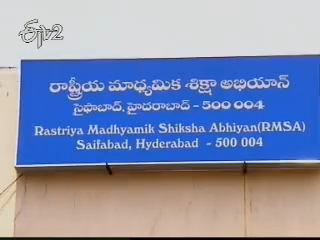 ETV2
రాష్ట్రీయ మాధ్యమిక శిక్షా అభియాన్
సైఫాబాద్, హైదరాబాద్ - 500 004
Rastriya Madhyamik Shiksha Abhiyan(RMSA)
Saifabad, Hyderabad - 500 004